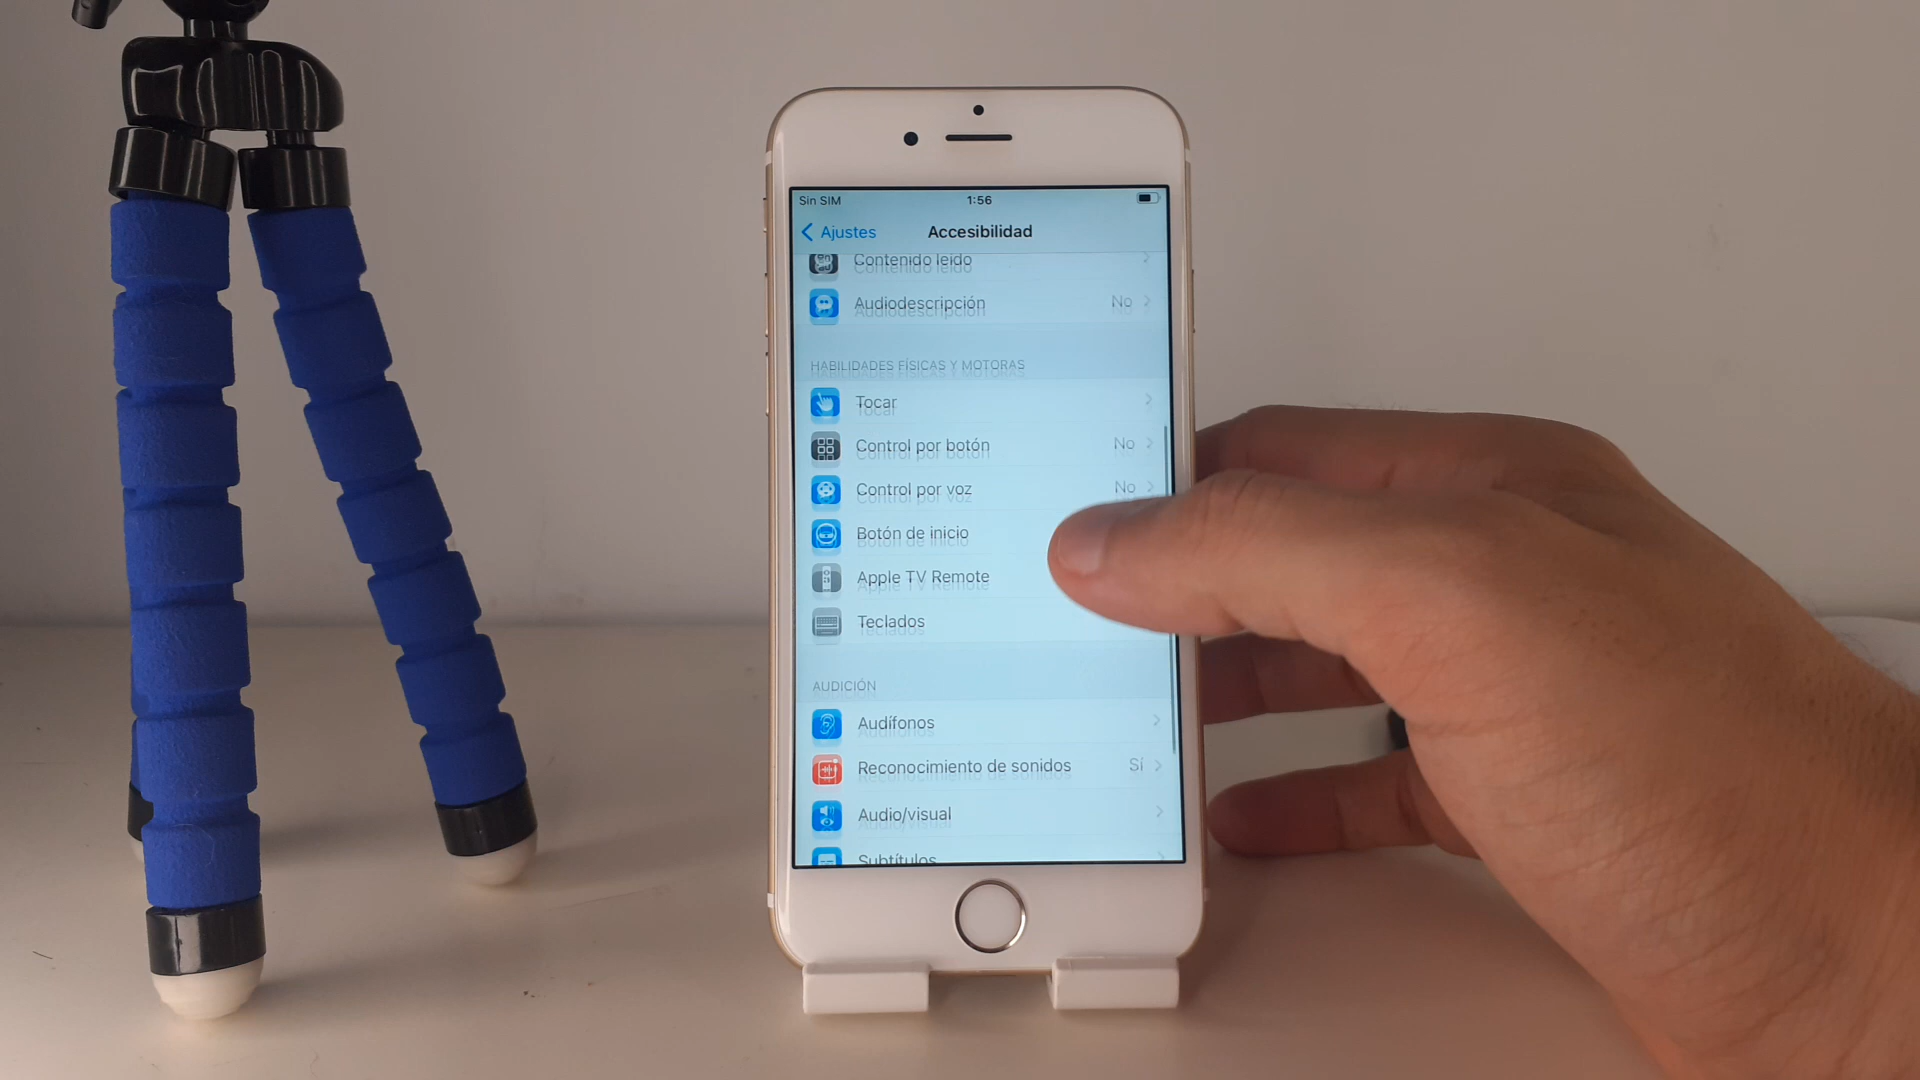 Sin SIM 1:56
Ajustes Accesibilidad
Contenido leído
Audiodescripción No
HABILIDADES FÍSICAS Y MOTORAS
Tocar
Control por botón No
Control por voz No
Botón de inicio
Apple TV Remote
Teclados
AUDICIÓN
Audífonos
Reconocimiento de sonidos Sí
Audio/visual
Subtítulos